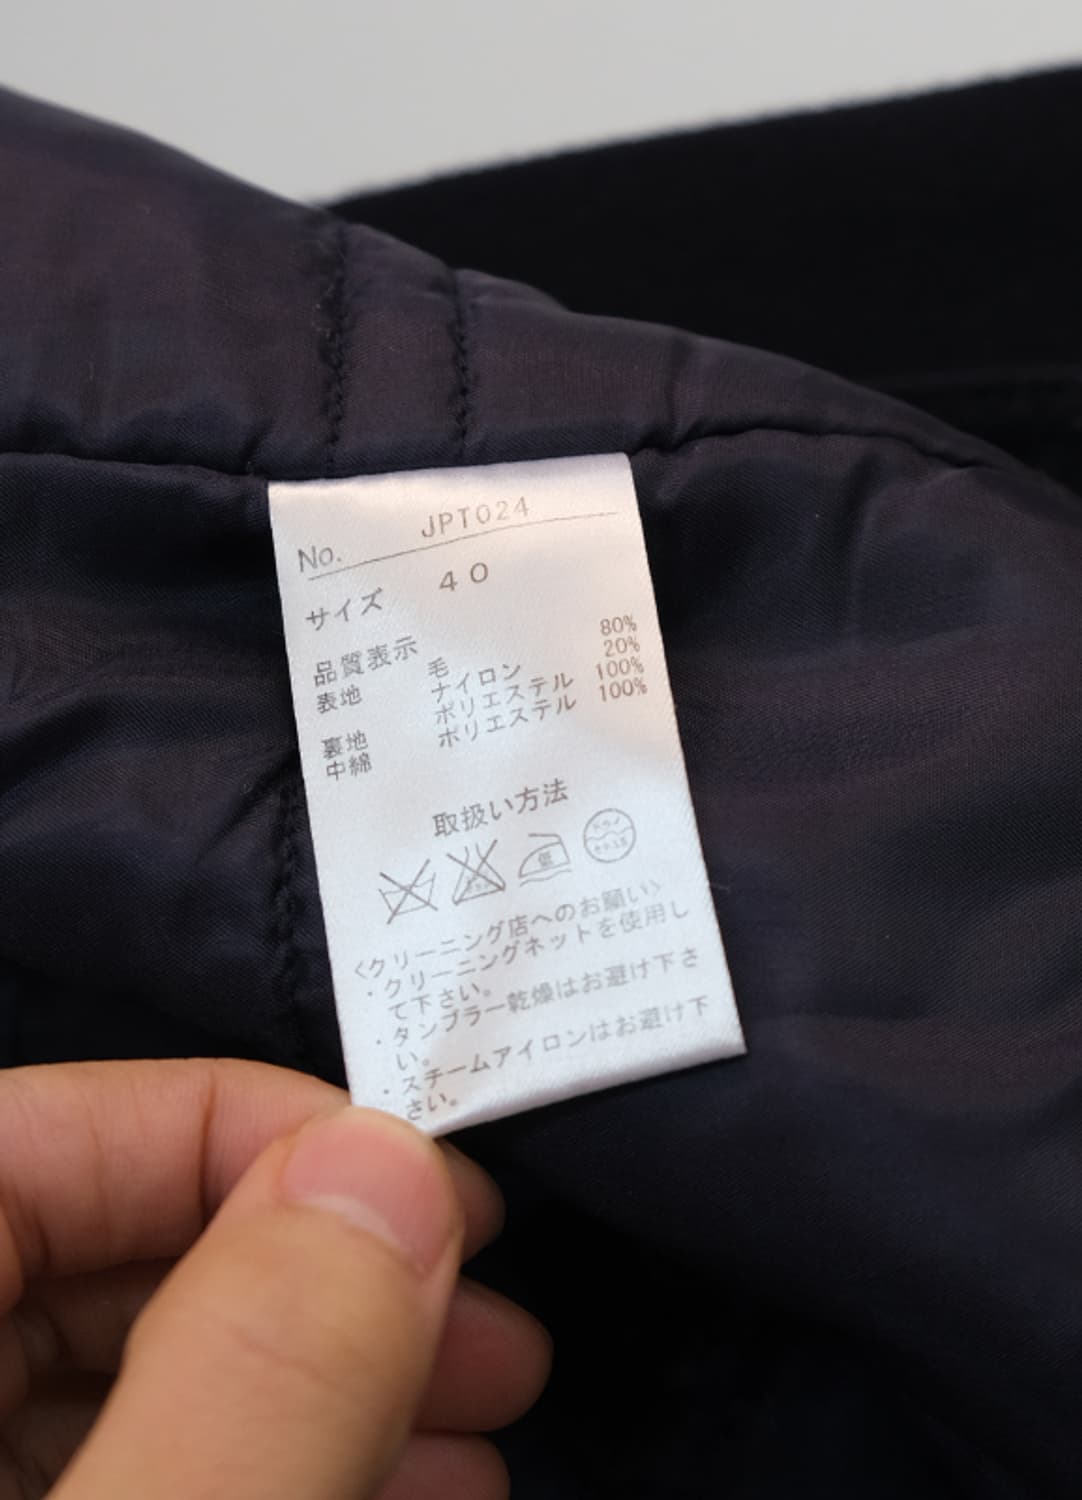 No. JPT024
サイズ 40
品質表示
表地 毛 80%
ナイロン 20%
裏地 ポリエステル 100%
中綿 ポリエステル 100%
取扱い方法
低
ドライ
<クリーニング店へのお願い>
・クリーニングネットを使用し
て下さい。
・タンブラー乾燥はお避け下さ
い。
・スチームアイロンはお避け下
さい。